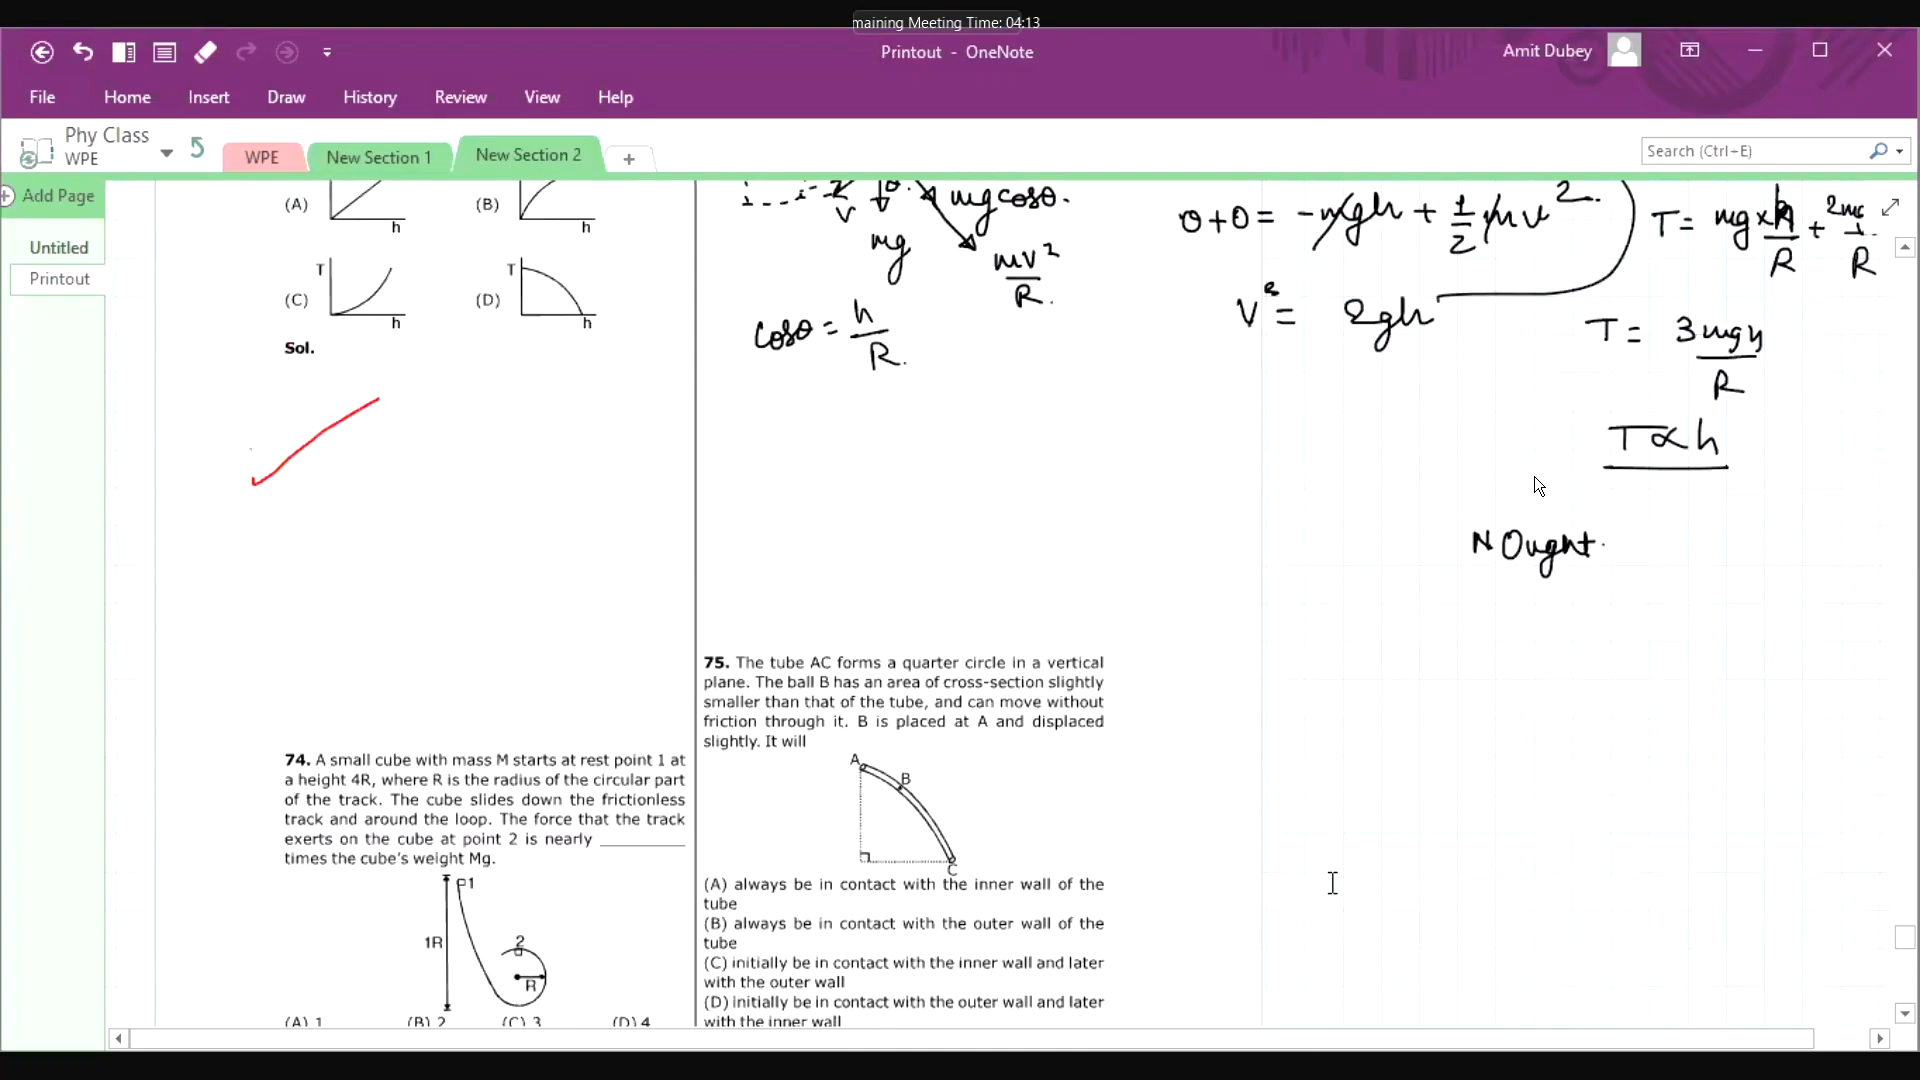 maining Meeting Time: 04:13
Printout - OneNote
Amit Dubey
File Home Insert Draw History Review View Help
Phy Class
WPE
WPE
New Section 1
New Section 2
+
Search (Ctrl+E)
Add Page
Untitled
Printout
(A)
h
(B)
h
(C)
T
h
(D)
T
h
Sol.
v
mg
mg cosθ.
mv²
R.
cosθ = h
R.
0+0 = -mgh + 1/2 mv².
v² = 2gh
T = mg × h/R +
T = 3mgh
R
T ∝ h
NOught.
74. A small cube with mass M starts at rest point 1 at
a height 4R, where R is the radius of the circular part
of the track. The cube slides down the frictionless
track and around the loop. The force that the track
exerts on the cube at point 2 is nearly __________
times the cube's weight Mg.
1
1R
2
R
(A) 1 (B) 2 (C) 3 (D) 4
75. The tube AC forms a quarter circle in a vertical
plane. The ball B has an area of cross-section slightly
smaller than that of the tube, and can move without
friction through it. B is placed at A and displaced
slightly. It will
A
B
C
(A) always be in contact with the inner wall of the
tube
(B) always be in contact with the outer wall of the
tube
(C) initially be in contact with the inner wall and later
with the outer wall
(D) initially be in contact with the outer wall and later
with the inner wall